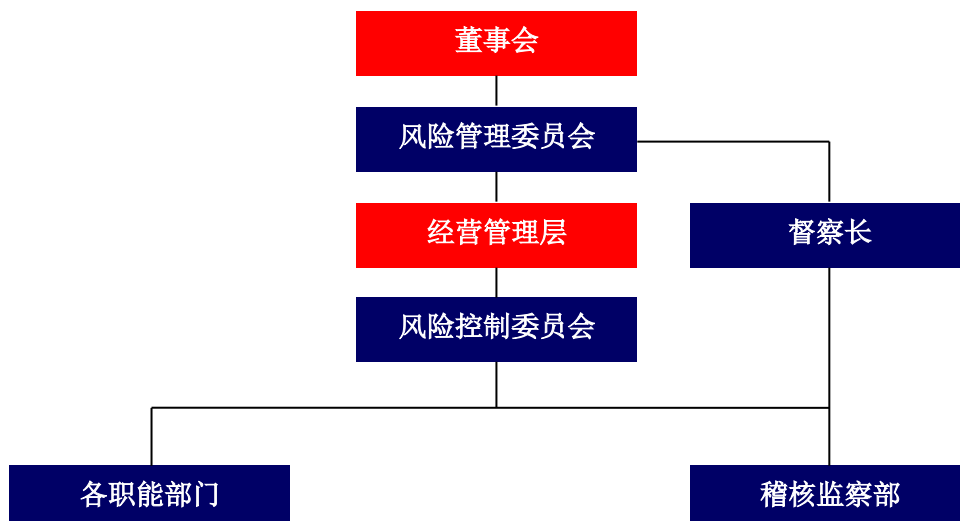 董事会
风险管理委员会
经营管理层
督察长
风险控制委员会
各职能部门
稽核监察部